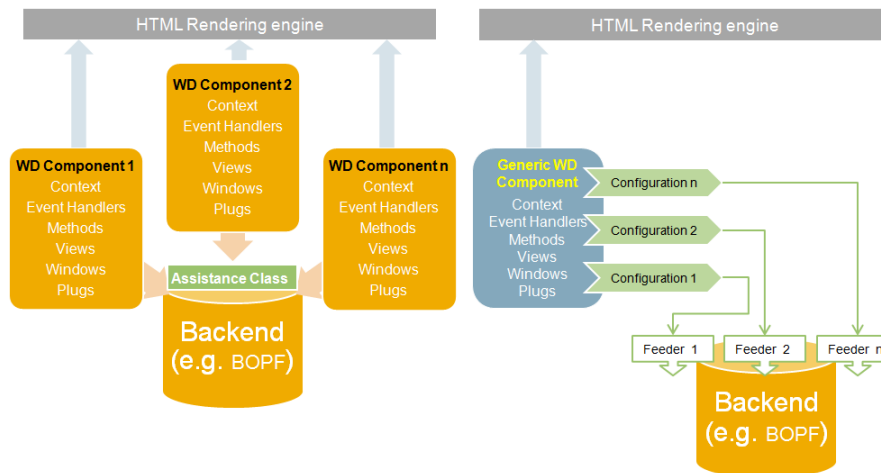 HTML Rendering engine
WD Component 2
Context
Event Handlers
Methods
Views
Windows
Plugs
WD Component 1
Context
Event Handlers
Methods
Views
Windows
Plugs
WD Component n
Context
Event Handlers
Methods
Views
Windows
Plugs
Assistance Class
Backend
(e.g. BOPF)
HTML Rendering engine
Generic WD
Component
Context
Event Handlers
Methods
Views
Windows
Plugs
Configuration n
Configuration 2
Configuration 1
Feeder 1
Feeder 2
Feeder n
Backend
(e.g. BOPF)